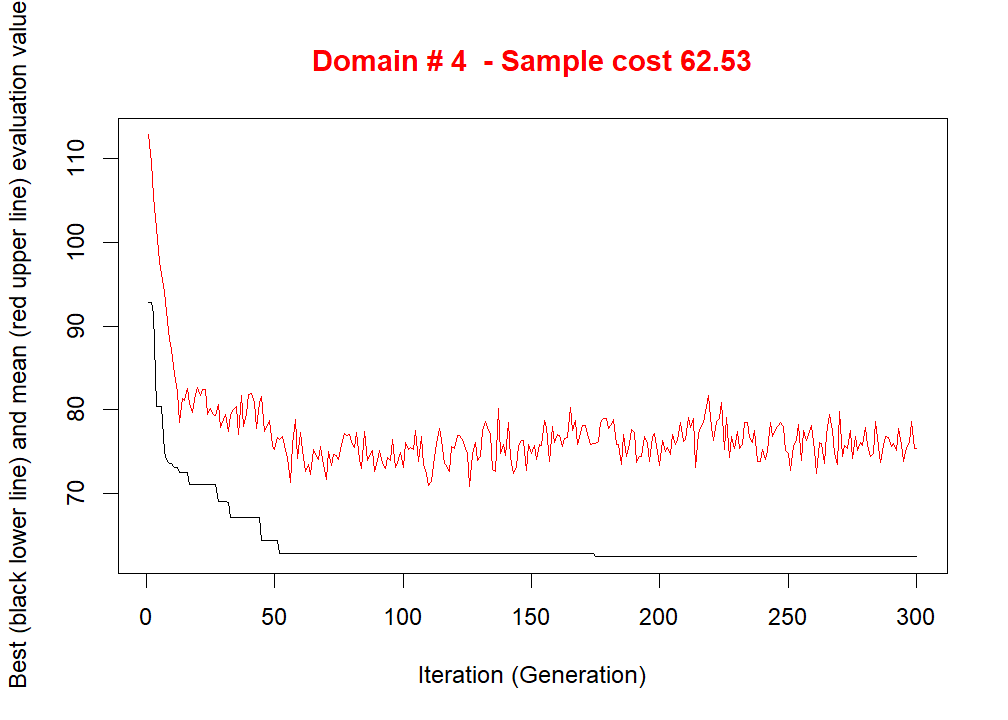 Domain # 4  - Sample cost 62.53
Best (black lower line) and mean (red upper line) evaluation value
110
100
90
80
70
0 50 100 150 200 250 300
Iteration (Generation)